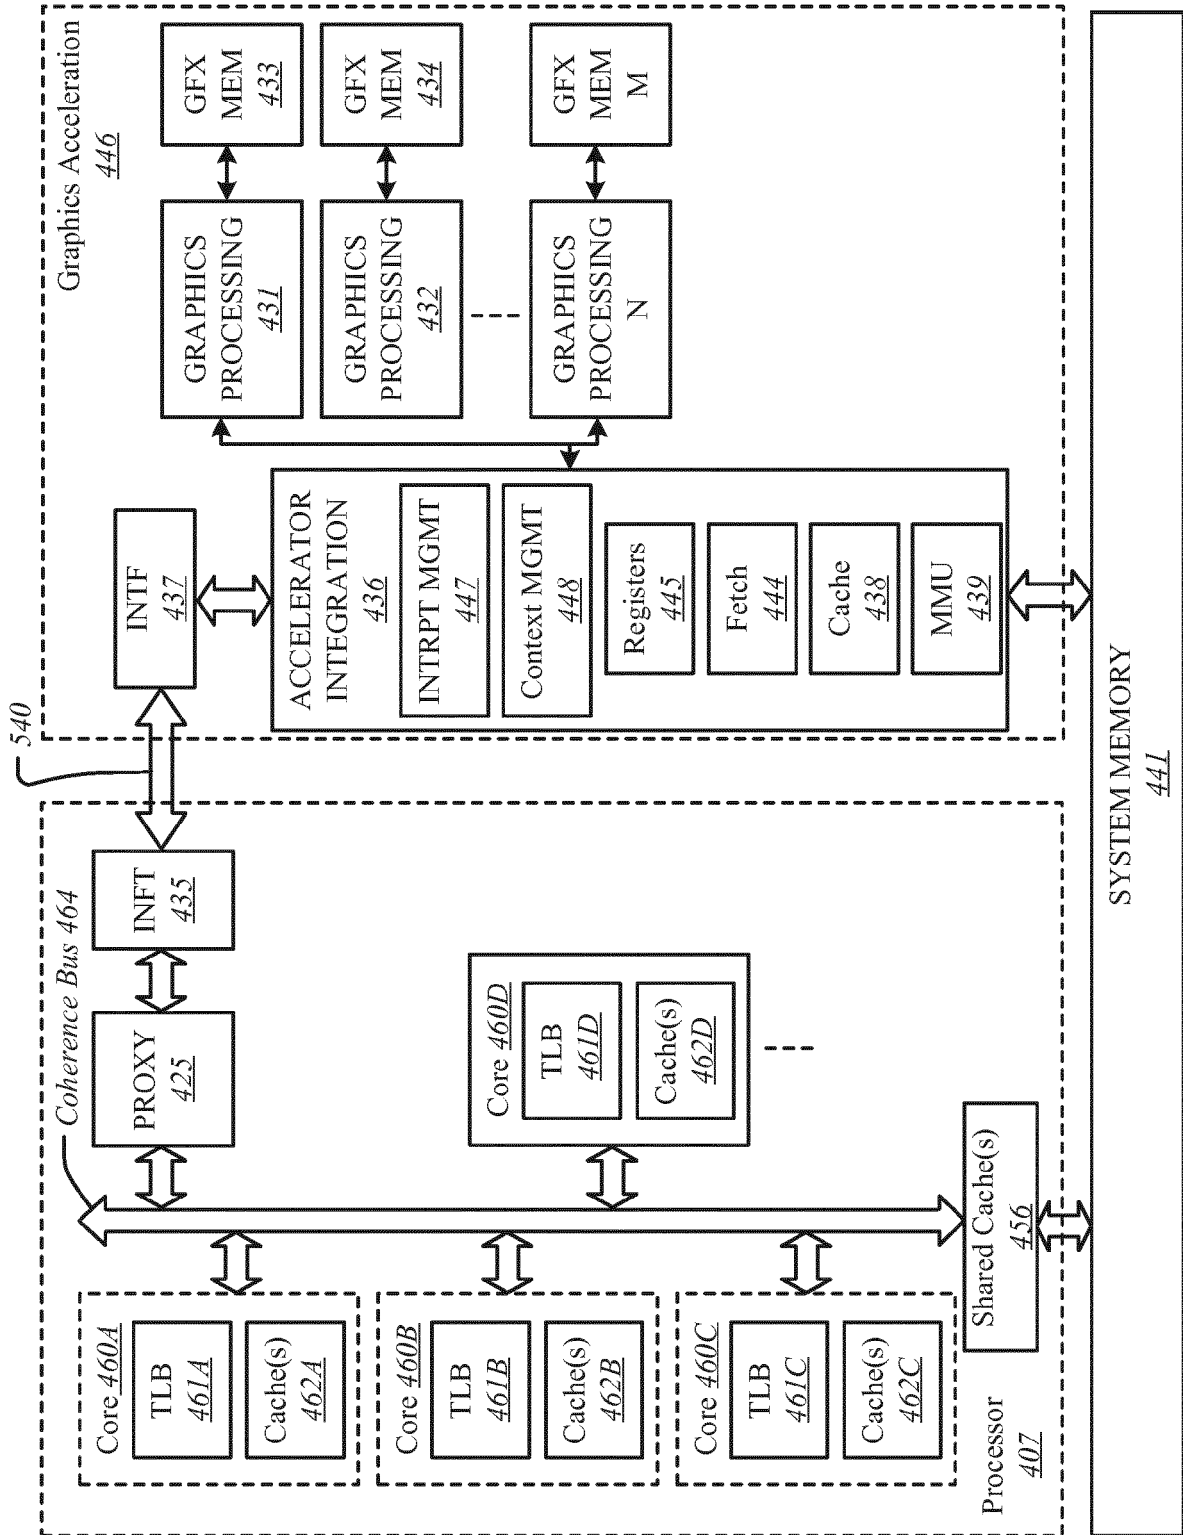 Processor
407
Core 460A
TLB
461A
Cache(s)
462A
Core 460B
TLB
461B
Cache(s)
462B
Core 460C
TLB
461C
Cache(s)
462C
Shared Cache(s)
456
Coherence Bus 464
PROXY
425
INFT
435
Core 460D
TLB
461D
Cache(s)
462D
540
Graphics Acceleration
446
INTF
437
ACCELERATOR
INTEGRATION
436
INTRPT MGMT
447
Context MGMT
448
Registers
445
Fetch
444
Cache
438
MMU
439
GRAPHICS
PROCESSING
431
GFX
MEM
433
GRAPHICS
PROCESSING
432
GFX
MEM
434
GRAPHICS
PROCESSING
N
GFX
MEM
M
SYSTEM MEMORY
441